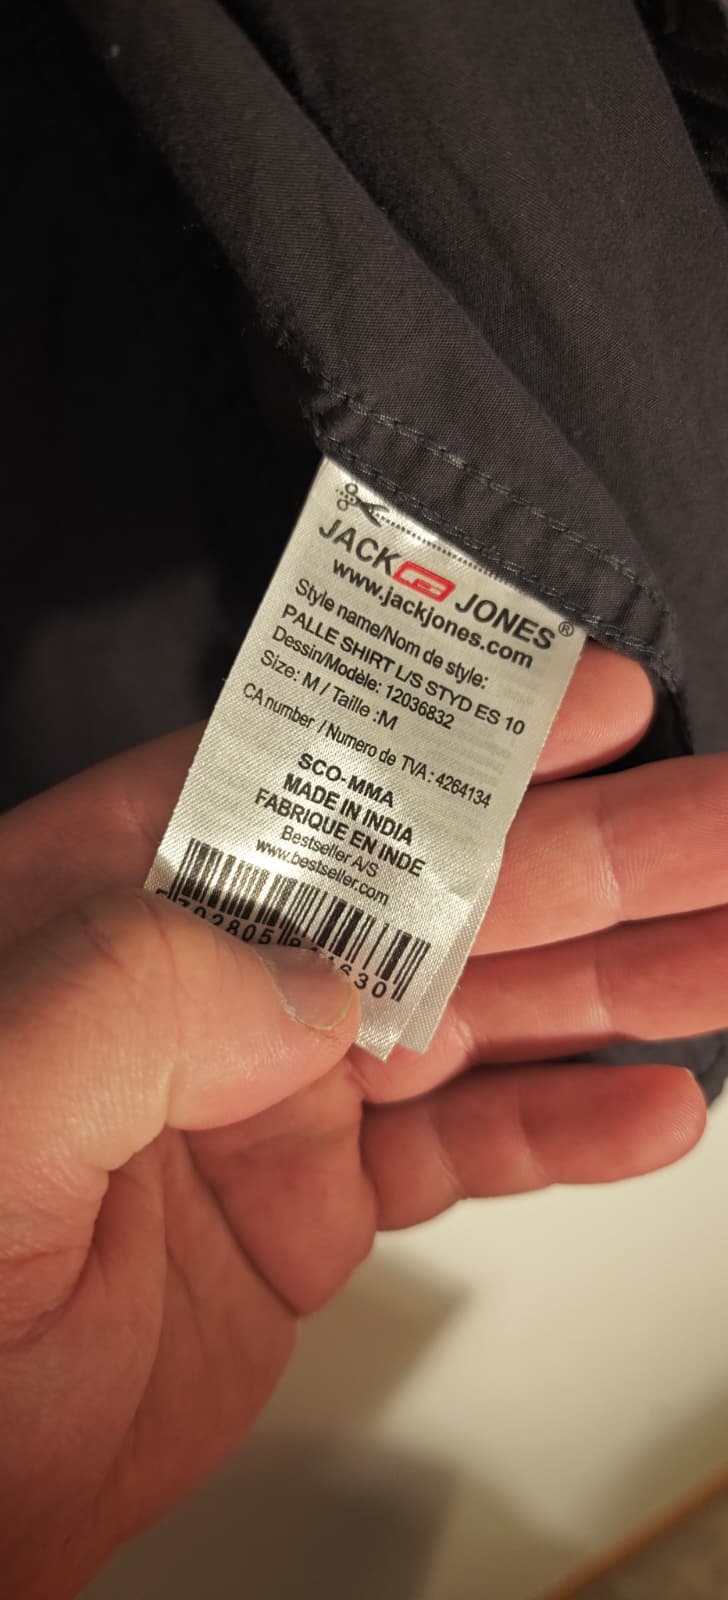 JACK JONES®
www.jackjones.com
Style name/Nom de style:
PALLE SHIRT L/S STYD ES 10
Dessin/Modèle: 12036832
Size: M / Taille :M
CA number / Numero de TVA : 4264134
SCO-MMA
MADE IN INDIA
FABRIQUE EN INDE
Bestseller A/S
www.bestseller.com
702805 630